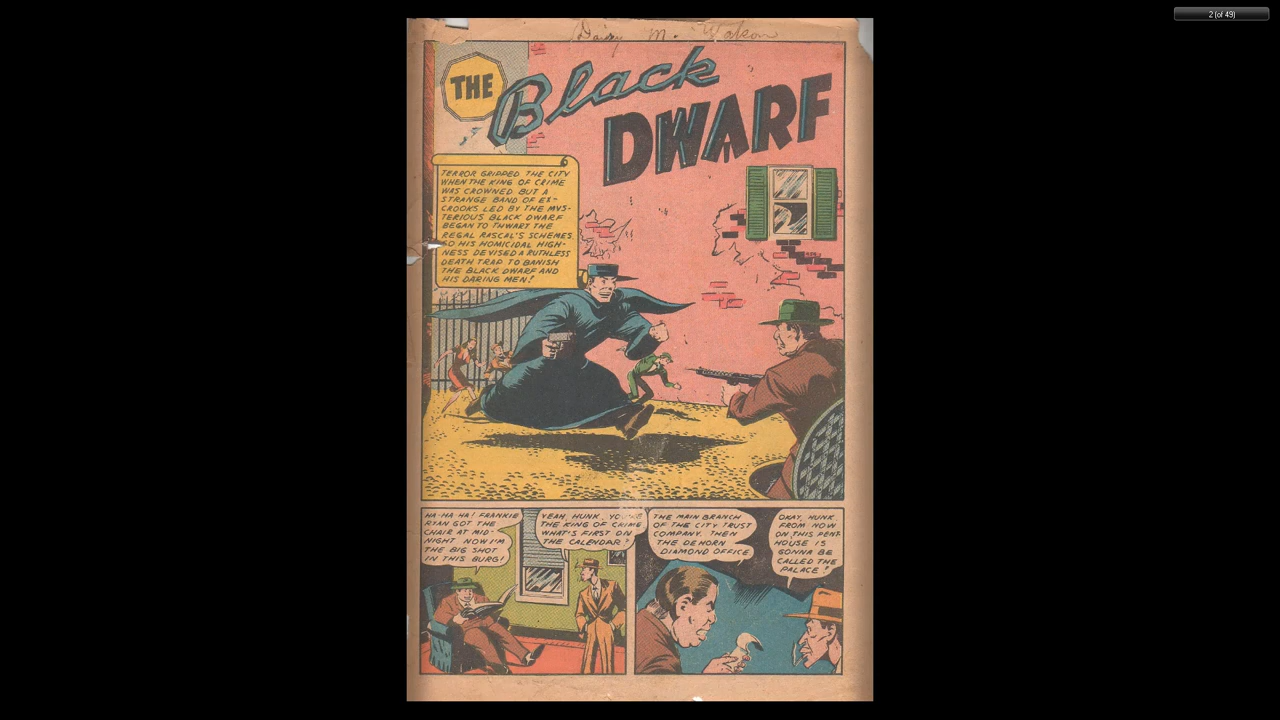 2 (of 49)
Daisy M. Watson
THE
Black
DWARF
6
TERROR GRIPPED THE CITY
WHEN THE KING OF CRIME
WAS CROWNED. BUT A
STRANGE BAND OF EX-
CROOKS LED BY THE MYS-
TERIOUS BLACK DWARF
BEGAN TO THWART THE
REGAL RASCAL'S SCHEMES.
SO HIS HOMICIDAL HIGH-
NESS DEVISED A RUTHLESS
DEATH TRAP TO BANISH
THE BLACK DWARF AND
HIS DARING MEN!
HA-HA-HA! FRANKIE
RYAN GOT THE
CHAIR AT MID-
NIGHT. NOW I'M
THE BIG SHOT
IN THIS BURG!
YEAH, HUNK, YOU'RE
THE KING OF CRIME
WHAT'S FIRST ON
THE CALENDAR?
THE MAIN BRANCH
OF THE CITY TRUST
COMPANY. THEN
THE DEHORN
DIAMOND OFFICE.
OKAY, HUNK,
FROM NOW
ON THIS PENT
HOUSE IS
GONNA BE
CALLED THE
PALACE!